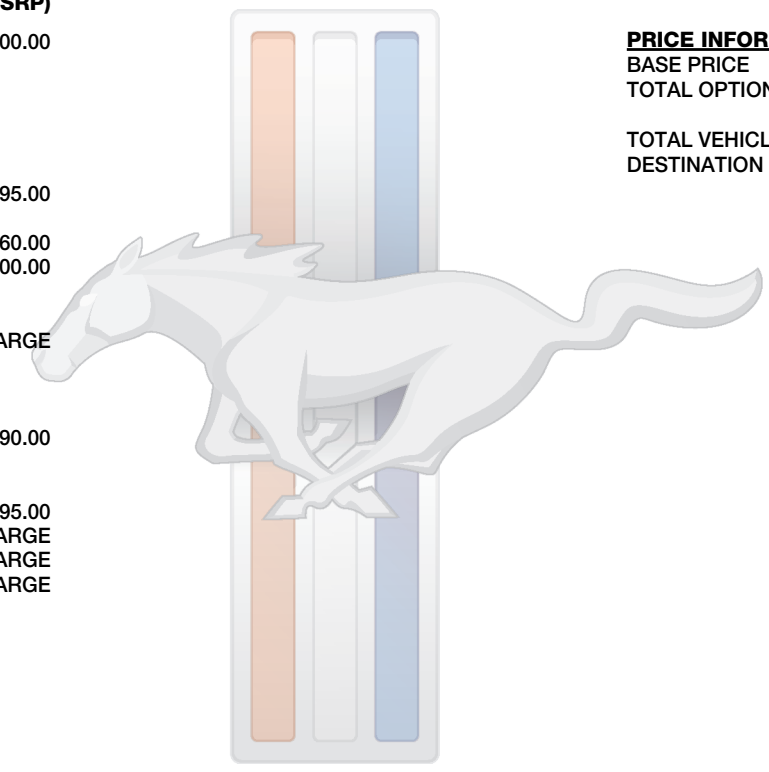 SRP)
00.00
95.00
60.00
00.00
ARGE
90.00
95.00
ARGE
ARGE
ARGE
PRICE INFOR
BASE PRICE
TOTAL OPTION
TOTAL VEHICL
DESTINATION